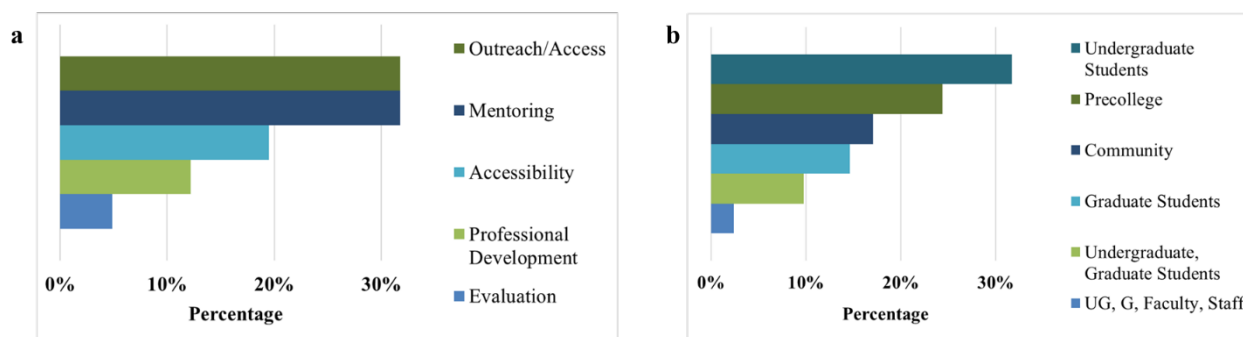 a
Outreach/Access
Mentoring
Accessibility
Professional
Development
Evaluation
0%
10%
20%
30%
Percentage
b
Undergraduate
Students
Precollege
Community
Graduate Students
Undergraduate,
Graduate Students
UG, G, Faculty, Staff
0%
10%
20%
30%
Percentage